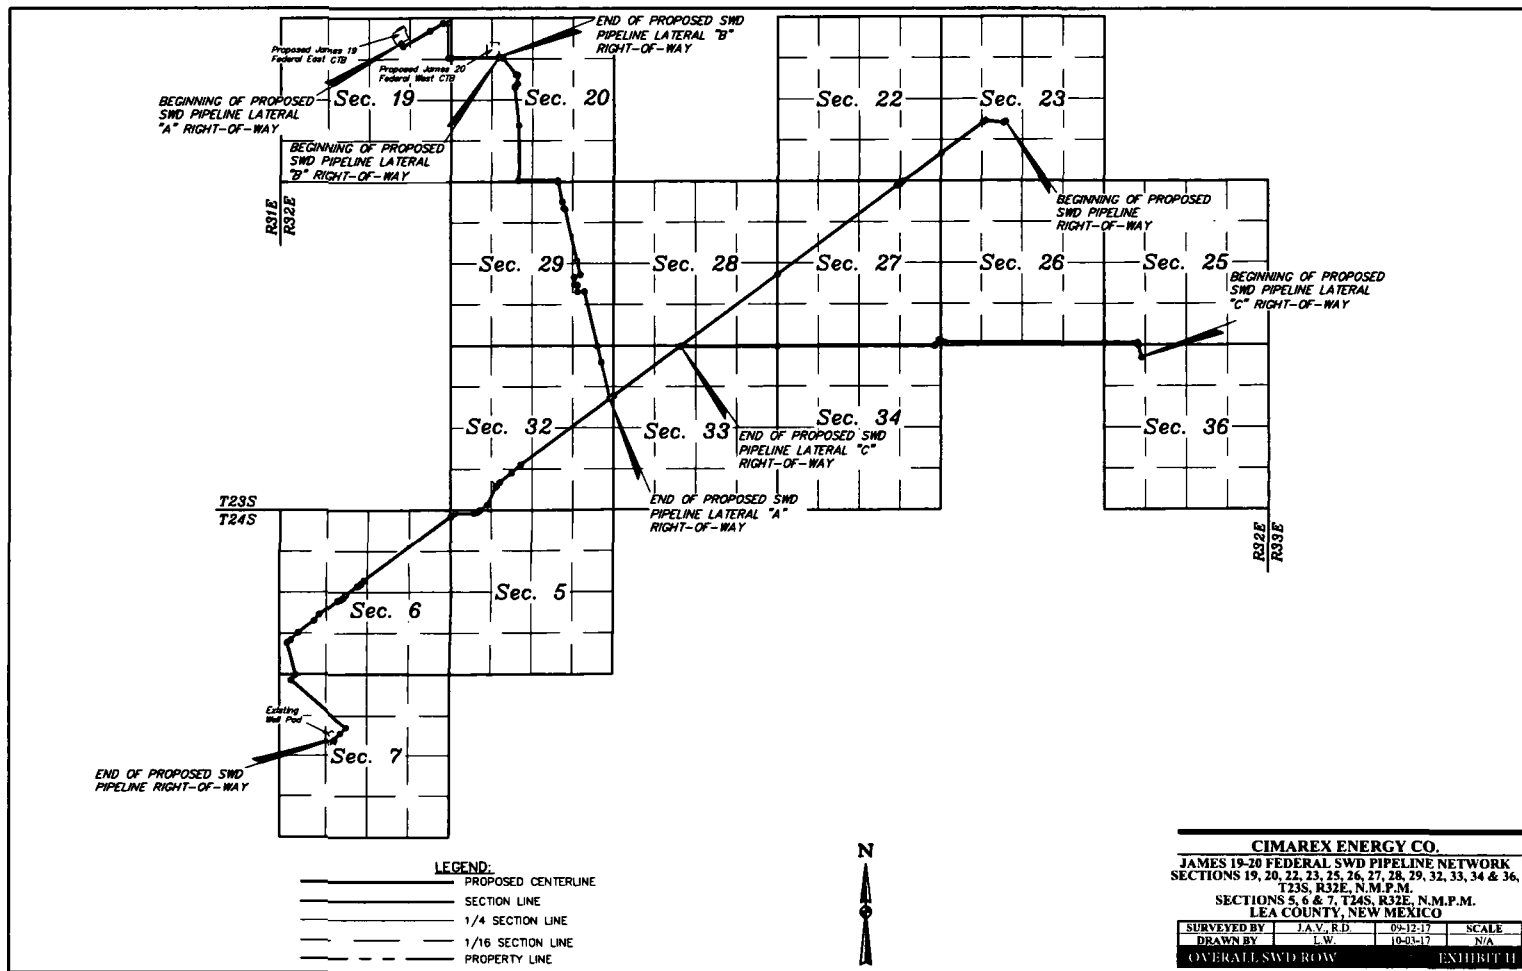 END OF PROPOSED SWD
PIPELINE LATERAL "B"
RIGHT-OF-WAY
Proposed James 19
Federal East CTB
Proposed James 20
Federal West CTB
BEGINNING OF PROPOSED
SWD PIPELINE LATERAL
"A" RIGHT-OF-WAY
Sec. 19
Sec. 20
Sec. 22
Sec. 23
BEGINNING OF PROPOSED
SWD PIPELINE LATERAL
"B" RIGHT-OF-WAY
R31E
R32E
BEGINNING OF PROPOSED
SWD PIPELINE
RIGHT-OF-WAY
Sec. 29
Sec. 28
Sec. 27
Sec. 26
Sec. 25
BEGINNING OF PROPOSED
SWD PIPELINE LATERAL
"C" RIGHT-OF-WAY
Sec. 32
Sec. 33
Sec. 34
Sec. 36
END OF PROPOSED SWD
PIPELINE LATERAL "C"
RIGHT-OF-WAY
END OF PROPOSED SWD
PIPELINE LATERAL "A"
RIGHT-OF-WAY
T23S
T24S
R32E
R33E
Sec. 6
Sec. 5
Existing
Well Pad
Sec. 7
END OF PROPOSED SWD
PIPELINE RIGHT-OF-WAY
LEGEND:
PROPOSED CENTERLINE
SECTION LINE
1/4 SECTION LINE
1/16 SECTION LINE
PROPERTY LINE
N
CIMAREX ENERGY CO.
JAMES 19-20 FEDERAL SWD PIPELINE NETWORK
SECTIONS 19, 20, 22, 23, 25, 26, 27, 28, 29, 32, 33, 34 & 36,
T23S, R32E, N.M.P.M.
SECTIONS 5, 6 & 7, T24S, R32E, N.M.P.M.
LEA COUNTY, NEW MEXICO
SURVEYED BY J.A.V., R.D. 09-12-17 SCALE
DRAWN BY L.W. 10-03-17 N/A
OVERALL SWD ROW EXHIBIT H